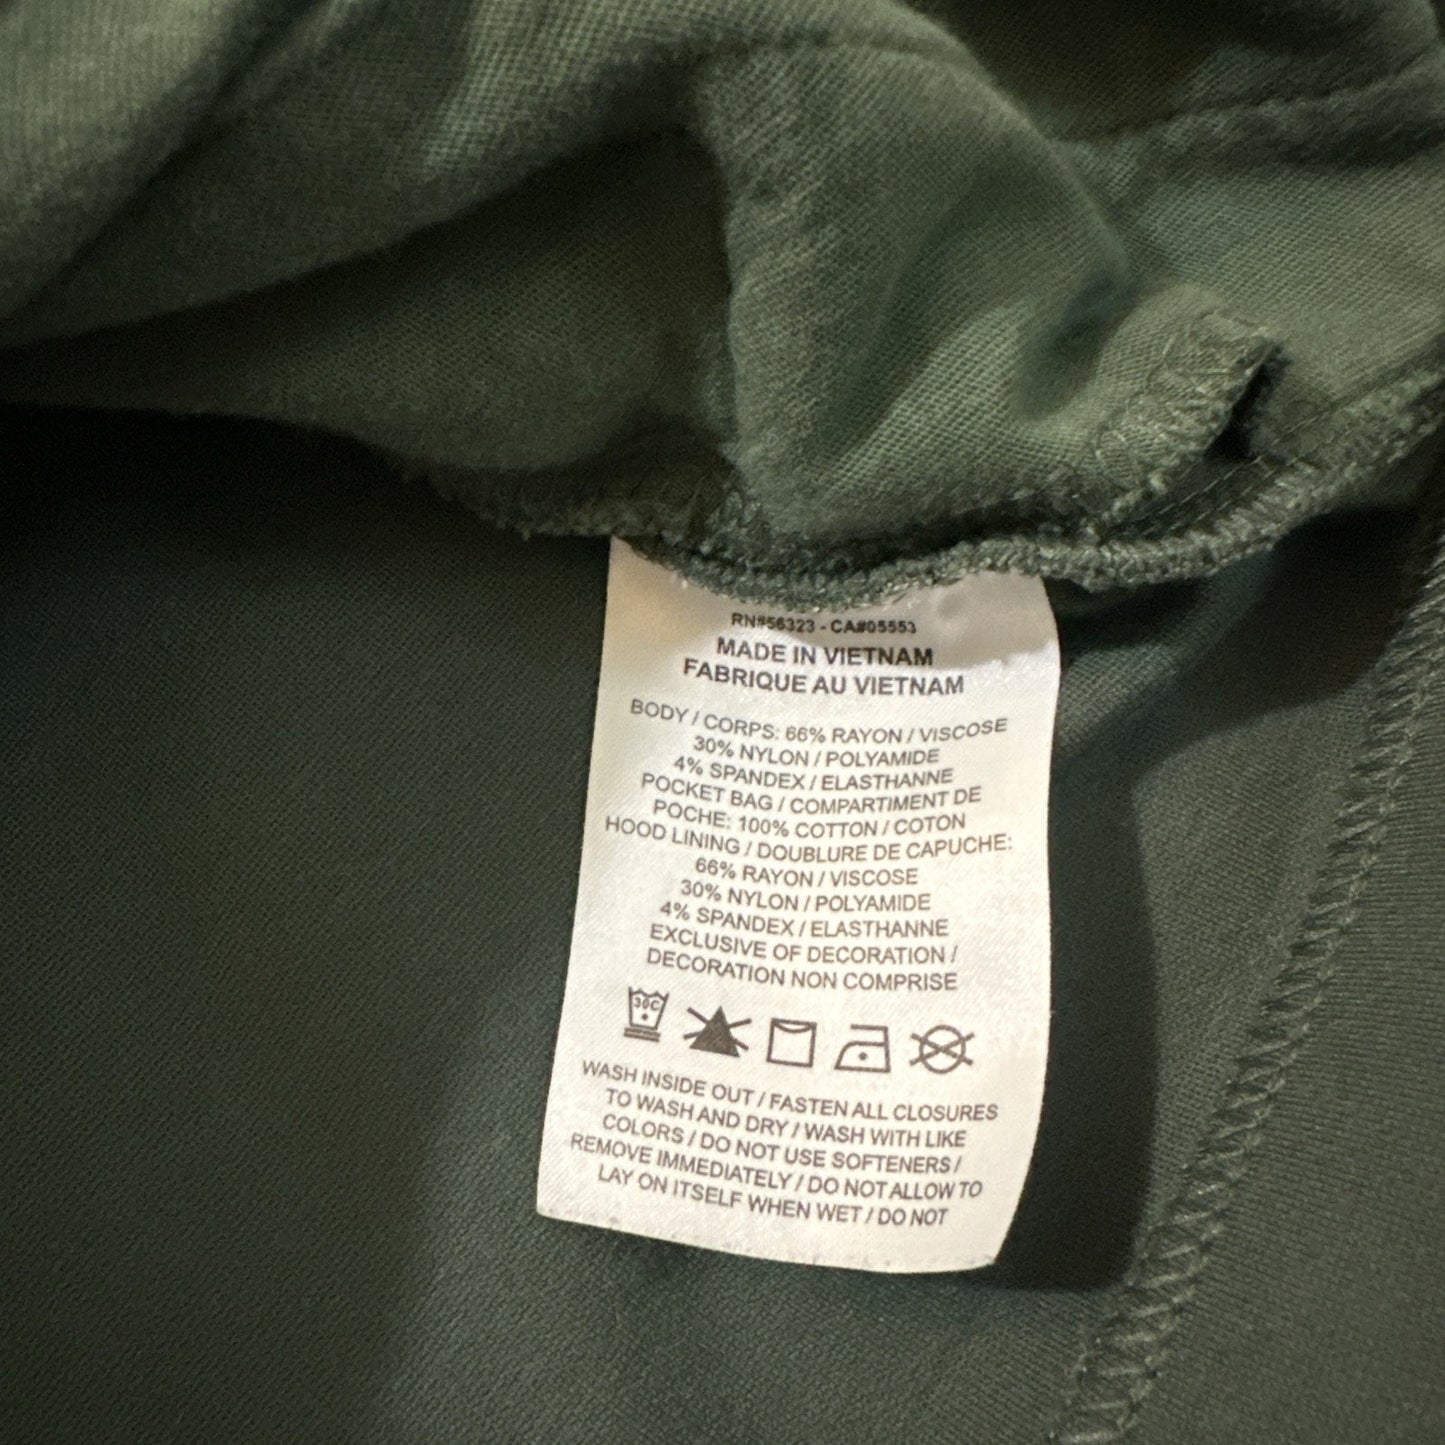 RN#56323 - CA#05553
MADE IN VIETNAM
FABRIQUE AU VIETNAM
BODY / CORPS: 66% RAYON / VISCOSE
30% NYLON / POLYAMIDE
4% SPANDEX / ELASTHANNE
POCKET BAG / COMPARTIMENT DE
POCHE: 100% COTTON / COTON
HOOD LINING / DOUBLURE DE CAPUCHE:
66% RAYON / VISCOSE
30% NYLON / POLYAMIDE
4% SPANDEX / ELASTHANNE
EXCLUSIVE OF DECORATION /
DECORATION NON COMPRISE
30C
WASH INSIDE OUT / FASTEN ALL CLOSURES
TO WASH AND DRY / WASH WITH LIKE
COLORS / DO NOT USE SOFTENERS /
REMOVE IMMEDIATELY / DO NOT ALLOW TO
LAY ON ITSELF WHEN WET / DO NOT